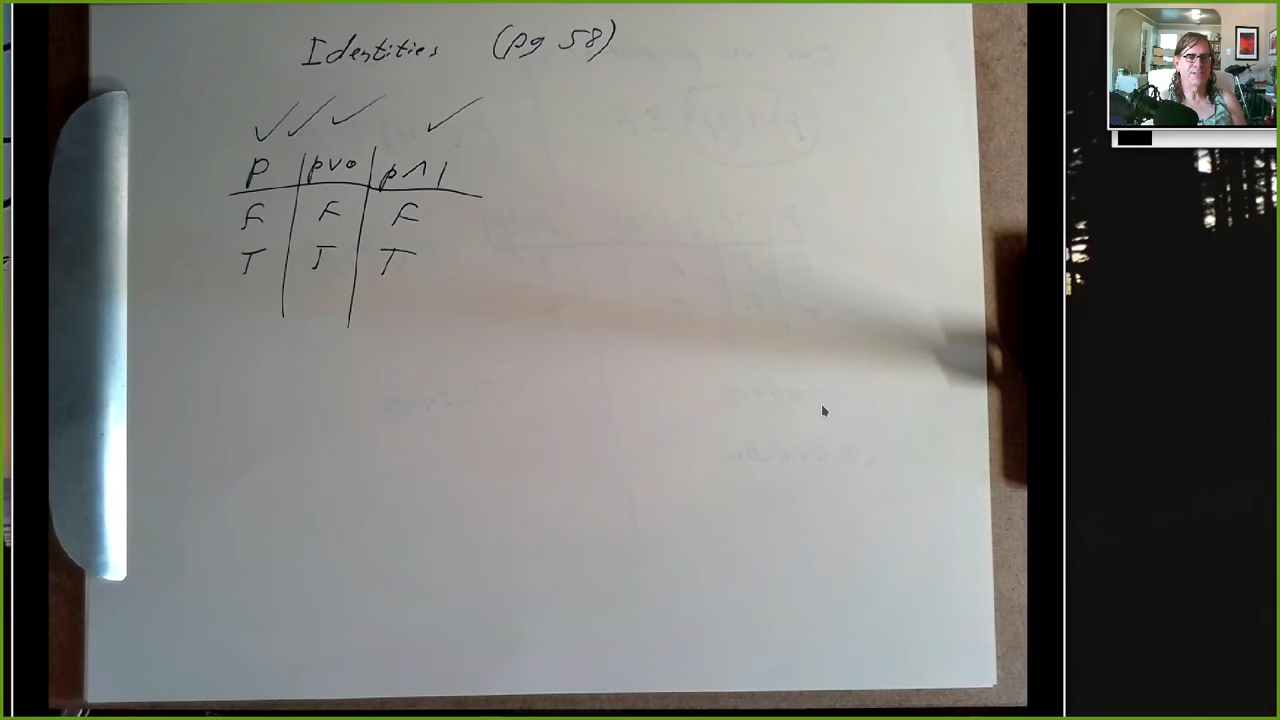 Identities (pg 58)
✓ ✓ ✓ ✓
p | p∨0 | p∧1
F | F | F
T | T | T